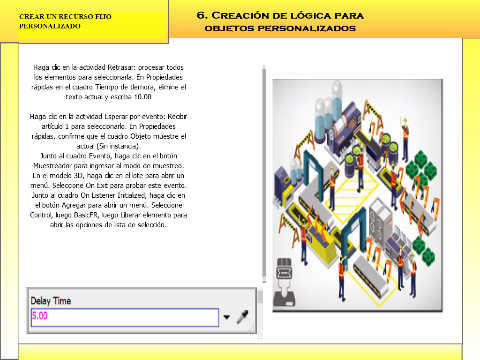 CREAR UN RECURSO FIJO
PERSONALIZADO
6. Creación de lógica para
objetos personalizados
Haga clic en la actividad Retrasar: procesar todos
los elementos para seleccionarla. En Propiedades
rápidas en el cuadro Tiempo de demora, elimine el
texto actual y escriba 10.00
Haga clic en la actividad Esperar por evento: Recibir
artículo 1 para seleccionarlo. En Propiedades
rápidas, confirme que el cuadro Objeto muestre el
actual (Sin instancia).
Junto al cuadro Evento, haga clic en el botón
Muestreador para ingresar al modo de muestreo.
En el modelo 3D, haga clic en el lote para abrir un
menú. Seleccione On Exit para probar este evento.
Junto al cuadro On Listener Initialized, haga clic en
el botón Agregar para abrir un menú. Seleccione
Control, luego BasicFR, luego Liberar elemento para
abrir las opciones de lista de selección.
Delay Time
5.00